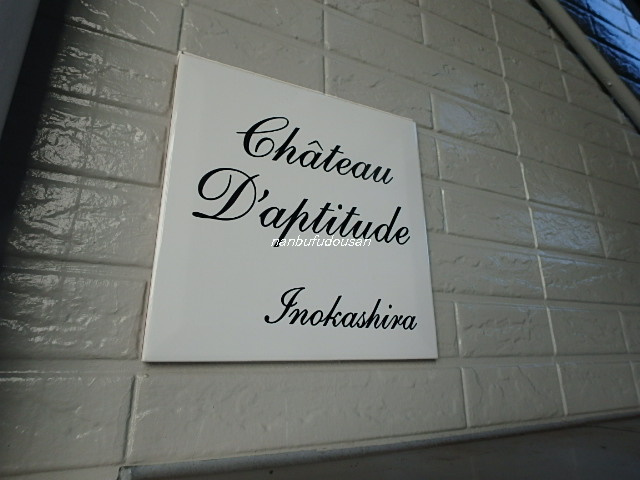 Château
D'aptitude
nanbufudousan
Inokashira